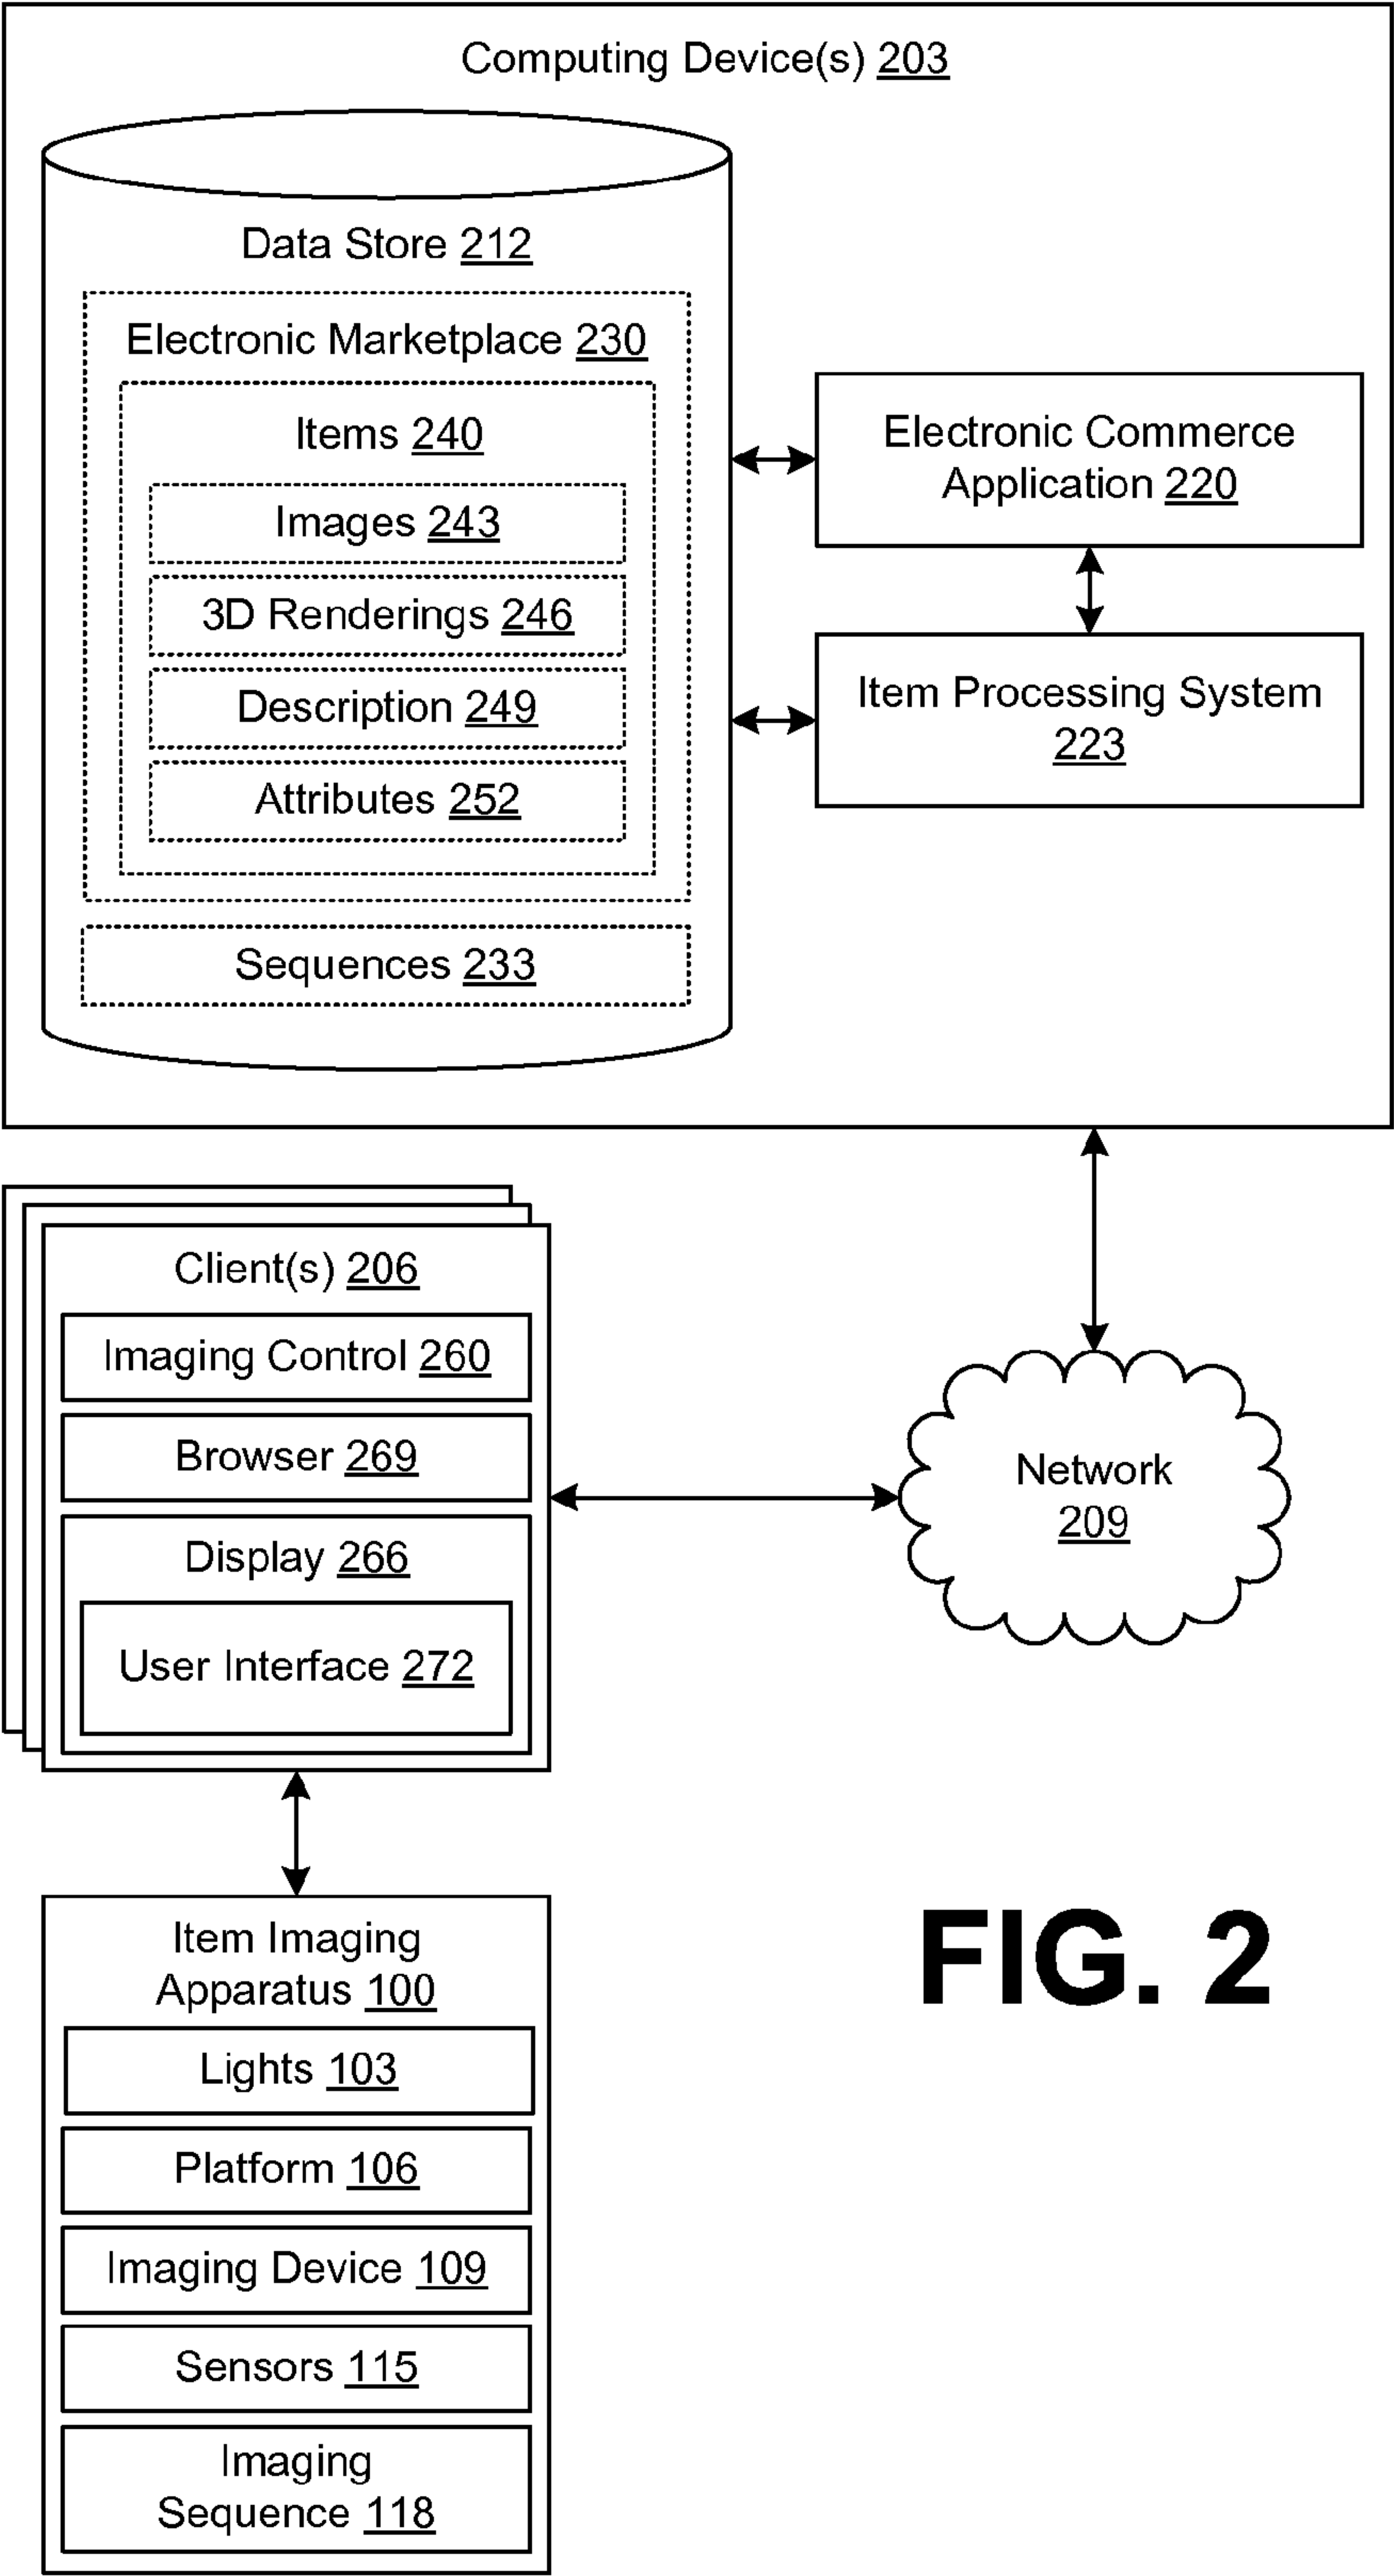 Computing Device(s) 203
Data Store 212
Electronic Marketplace 230
Items 240
Images 243
3D Renderings 246
Description 249
Attributes 252
Sequences 233
Electronic Commerce
Application 220
Item Processing System
223
Client(s) 206
Imaging Control 260
Browser 269
Display 266
User Interface 272
Network
209
Item Imaging
Apparatus 100
Lights 103
Platform 106
Imaging Device 109
Sensors 115
Imaging
Sequence 118
FIG. 2